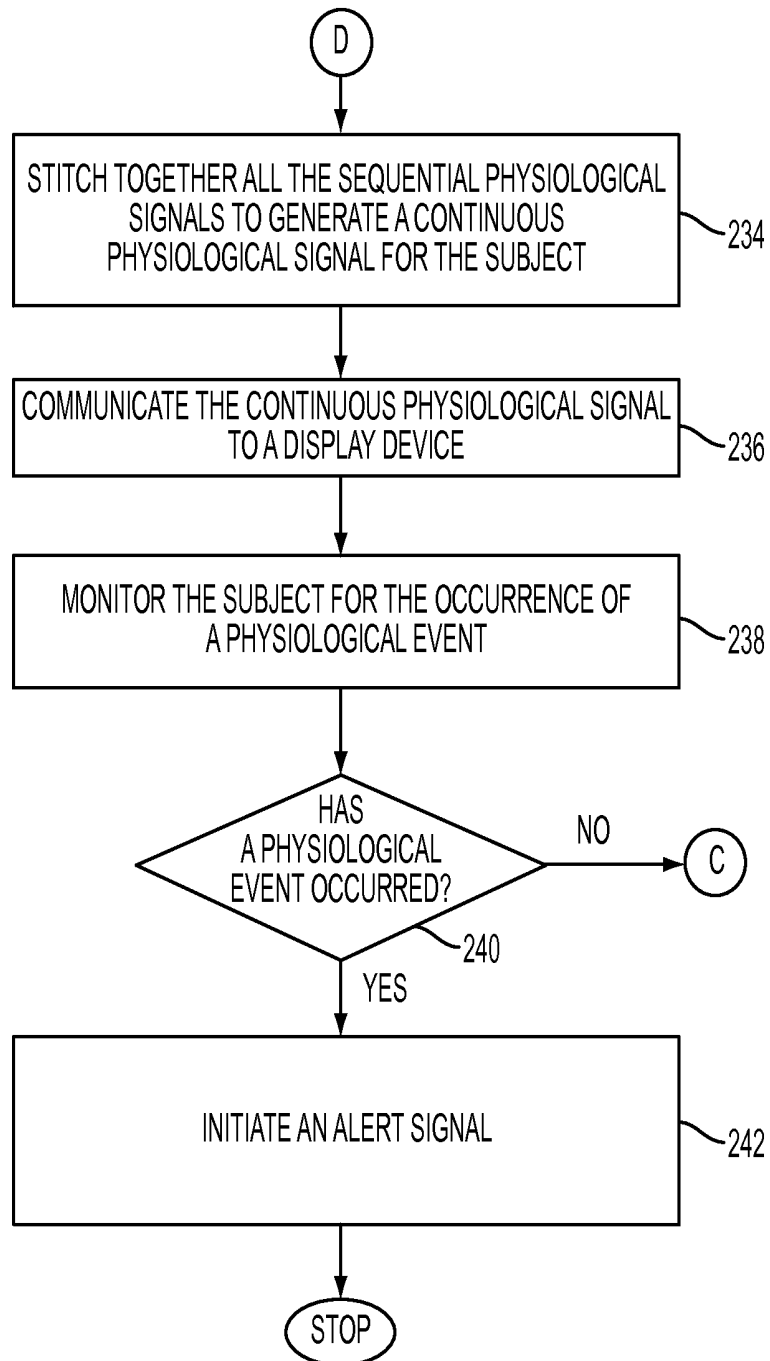 D
STITCH TOGETHER ALL THE SEQUENTIAL PHYSIOLOGICAL
SIGNALS TO GENERATE A CONTINUOUS
PHYSIOLOGICAL SIGNAL FOR THE SUBJECT
234
COMMUNICATE THE CONTINUOUS PHYSIOLOGICAL SIGNAL
TO A DISPLAY DEVICE
236
MONITOR THE SUBJECT FOR THE OCCURRENCE OF
A PHYSIOLOGICAL EVENT
238
HAS
A PHYSIOLOGICAL
EVENT OCCURRED?
NO
C
240
YES
INITIATE AN ALERT SIGNAL
242
STOP